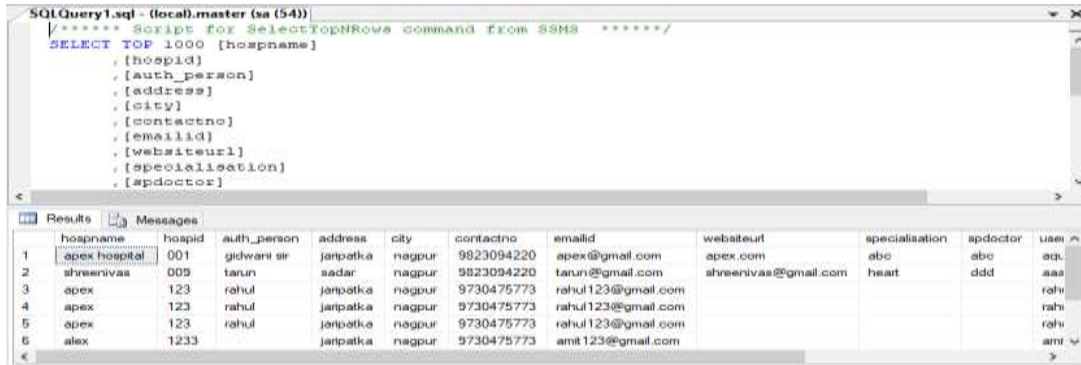 SQLQuery1.sql - (local).master (sa (54))
/****** Script for SelectTopNRows command from SSMS ******/
SELECT TOP 1000 [hospname]
,[hospid]
,[auth_person]
,[address]
,[city]
,[contactno]
,[emailid]
,[websiteurl]
,[specialisation]
,[spdoctor]
Results Messages
hospname hospid auth_person address city contactno emailid websiteurl specialisation spdoctor
1 apex hospital 001 gidwani sir jaripatka nagpur 9823094220 apex@gmail.com apex.com abc abc
2 shreenivas 009 tarun sadar nagpur 9823094220 tarun@gmail.com shreenivas@gmail.com heart ddd
3 apex 123 rahul jaripatka nagpur 9730475773 rahul123@gmail.com
4 apex 123 rahul jaripatka nagpur 9730475773 rahul123@gmail.com
5 apex 123 rahul jaripatka nagpur 9730475773 rahul123@gmail.com
6 alex 1233 jaripatka nagpur 9730475773 amit123@gmail.com